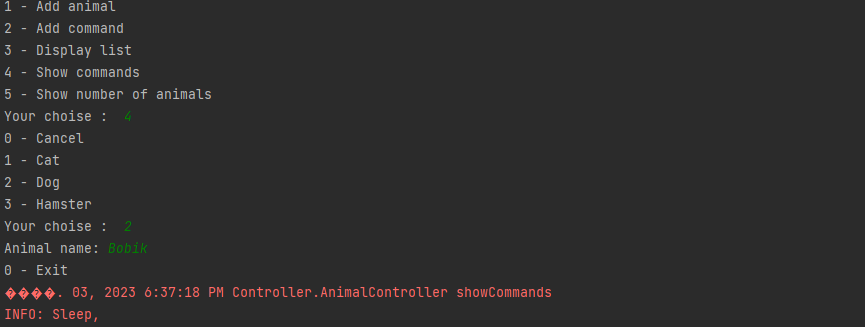 1 - Add animal
2 - Add command
3 - Display list
4 - Show commands
5 - Show number of animals
Your choise :  4
0 - Cancel
1 - Cat
2 - Dog
3 - Hamster
Your choise :  2
Animal name: Bobik
0 - Exit
����. 03, 2023 6:37:18 PM Controller.AnimalController showCommands
INFO: Sleep,